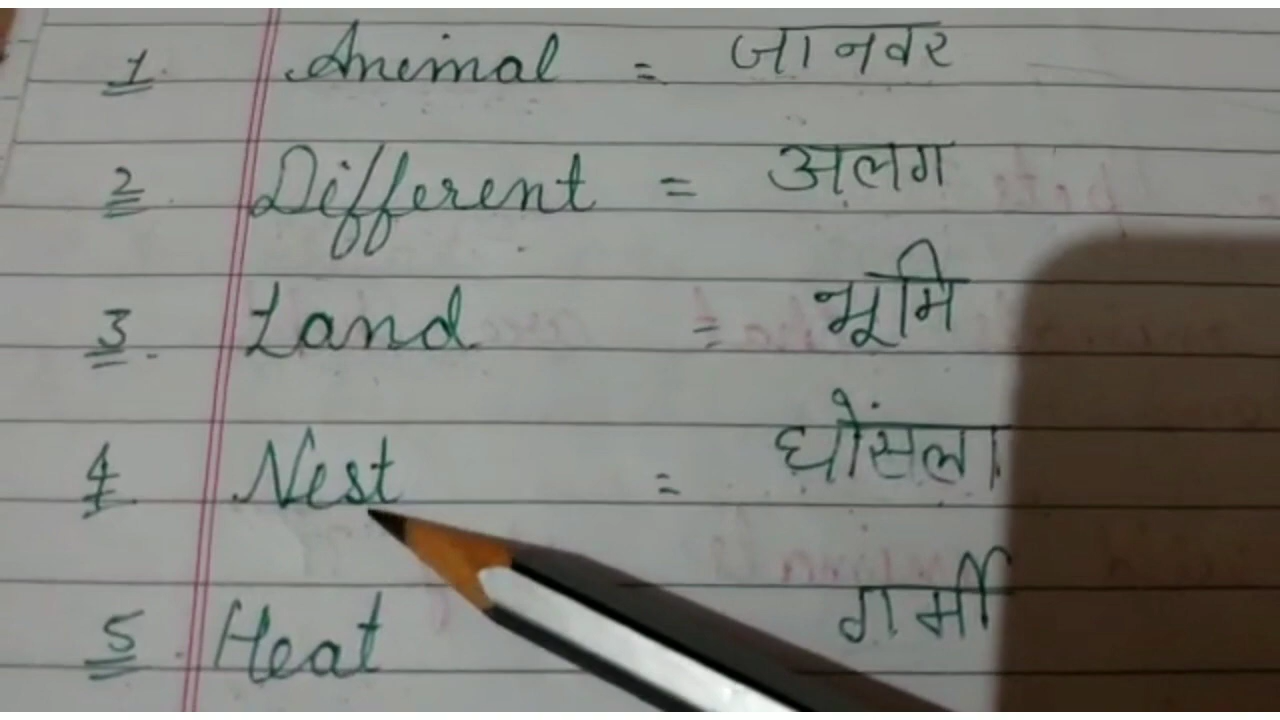 1. Animal = जानवर
2. Different = अलग
3. Land = भूमि
4. Nest = घोंसला
5. Heat गर्मी